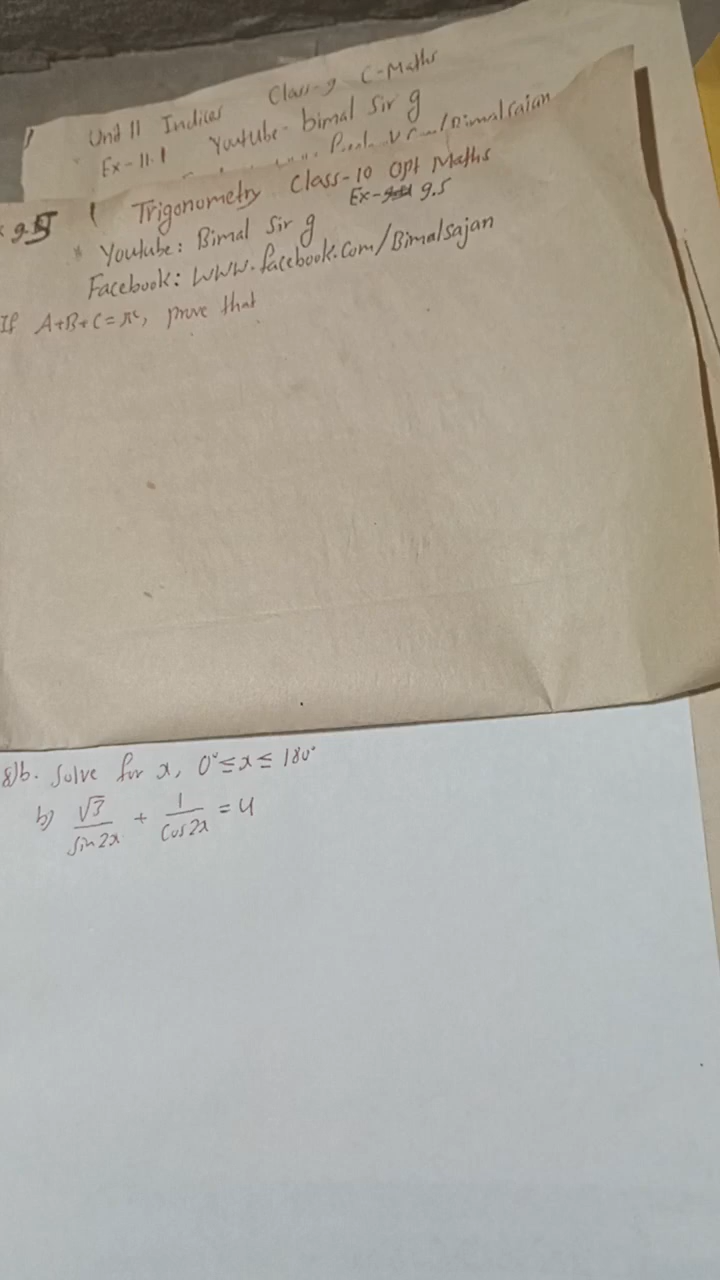 Unit 11 Indices Class-9 C-Maths
Ex-11.1 Youtube- bimal Sir g
9.5 Trigonometry Class-10 Opt Maths
Ex- 9.5
Youtube: Bimal Sir g
Facebook: WWW.facebook.com/Bimalsajan
If A+B+C=πᶜ, prove that
8)b. Solve for x, 0°≤x≤180°
b) √3/Sin2x + 1/Cos2x = 4